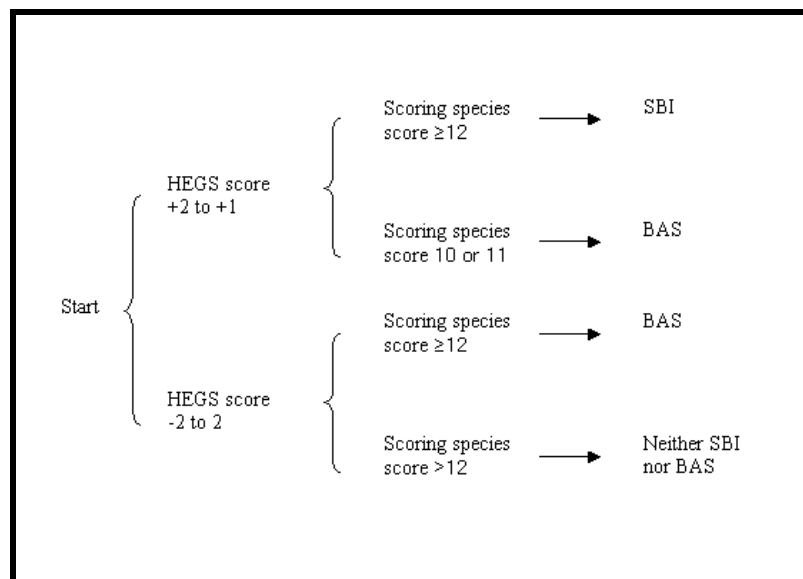 Scoring species
score ≥12
SBI
HEGS score
+2 to +1
Scoring species
score 10 or 11
BAS
Start
Scoring species
score ≥12
BAS
HEGS score
-2 to 2
Scoring species
score >12
Neither SBI
nor BAS